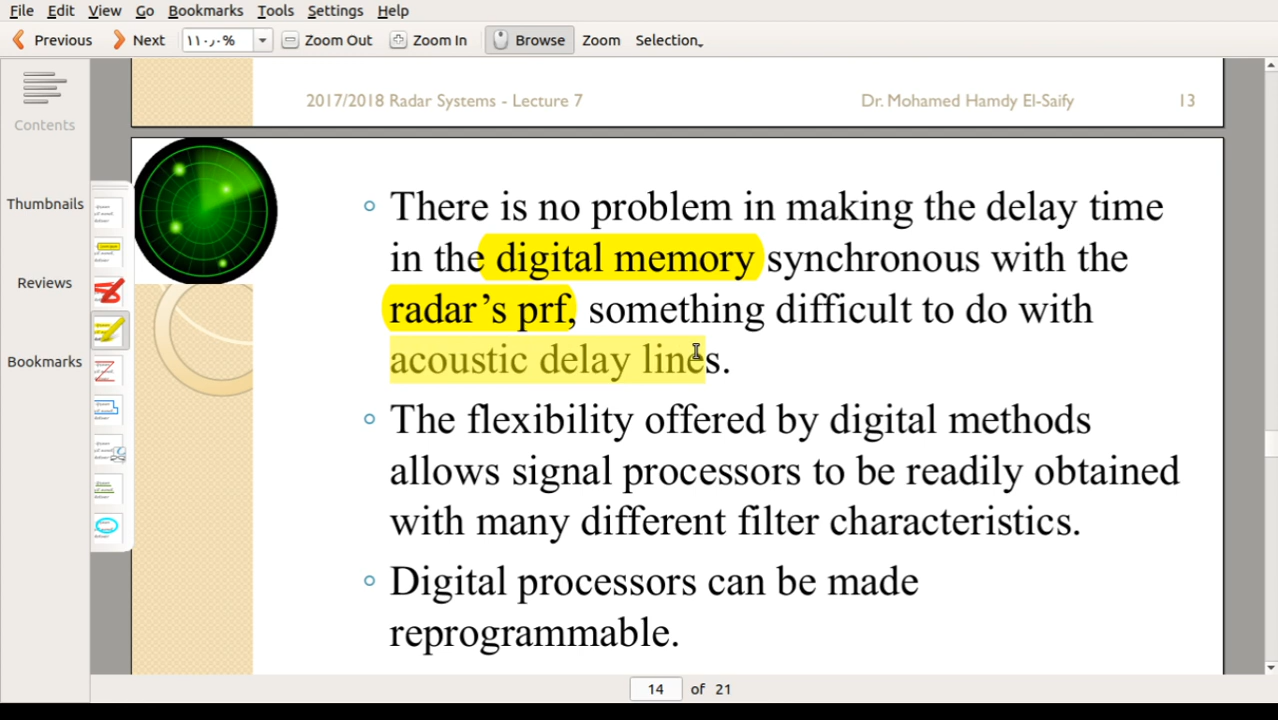 File Edit View Go Bookmarks Tools Settings Help
Previous Next ١١٠٫٠% Zoom Out Zoom In Browse Zoom Selection
Contents
Thumbnails
Reviews
Bookmarks
2017/2018 Radar Systems - Lecture 7 Dr. Mohamed Hamdy El-Saify 13
There is no problem in making the delay time
in the digital memory synchronous with the
radar’s prf, something difficult to do with
acoustic delay lines.
The flexibility offered by digital methods
allows signal processors to be readily obtained
with many different filter characteristics.
Digital processors can be made
reprogrammable.
14 of 21